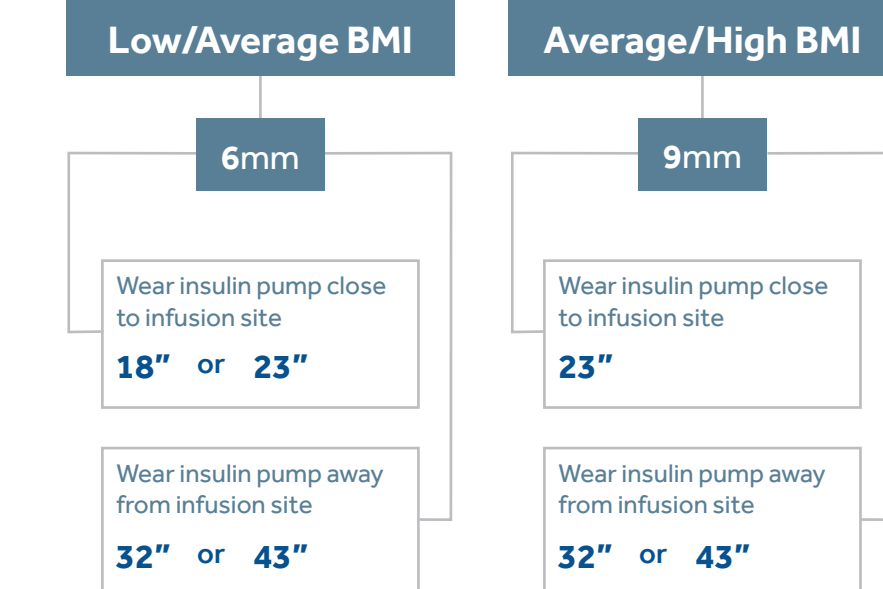 Low/Average BMI
6mm
Wear insulin pump close
to infusion site
18” or 23”
Wear insulin pump away
from infusion site
32” or 43”
Average/High BMI
9mm
Wear insulin pump close
to infusion site
23”
Wear insulin pump away
from infusion site
32” or 43”